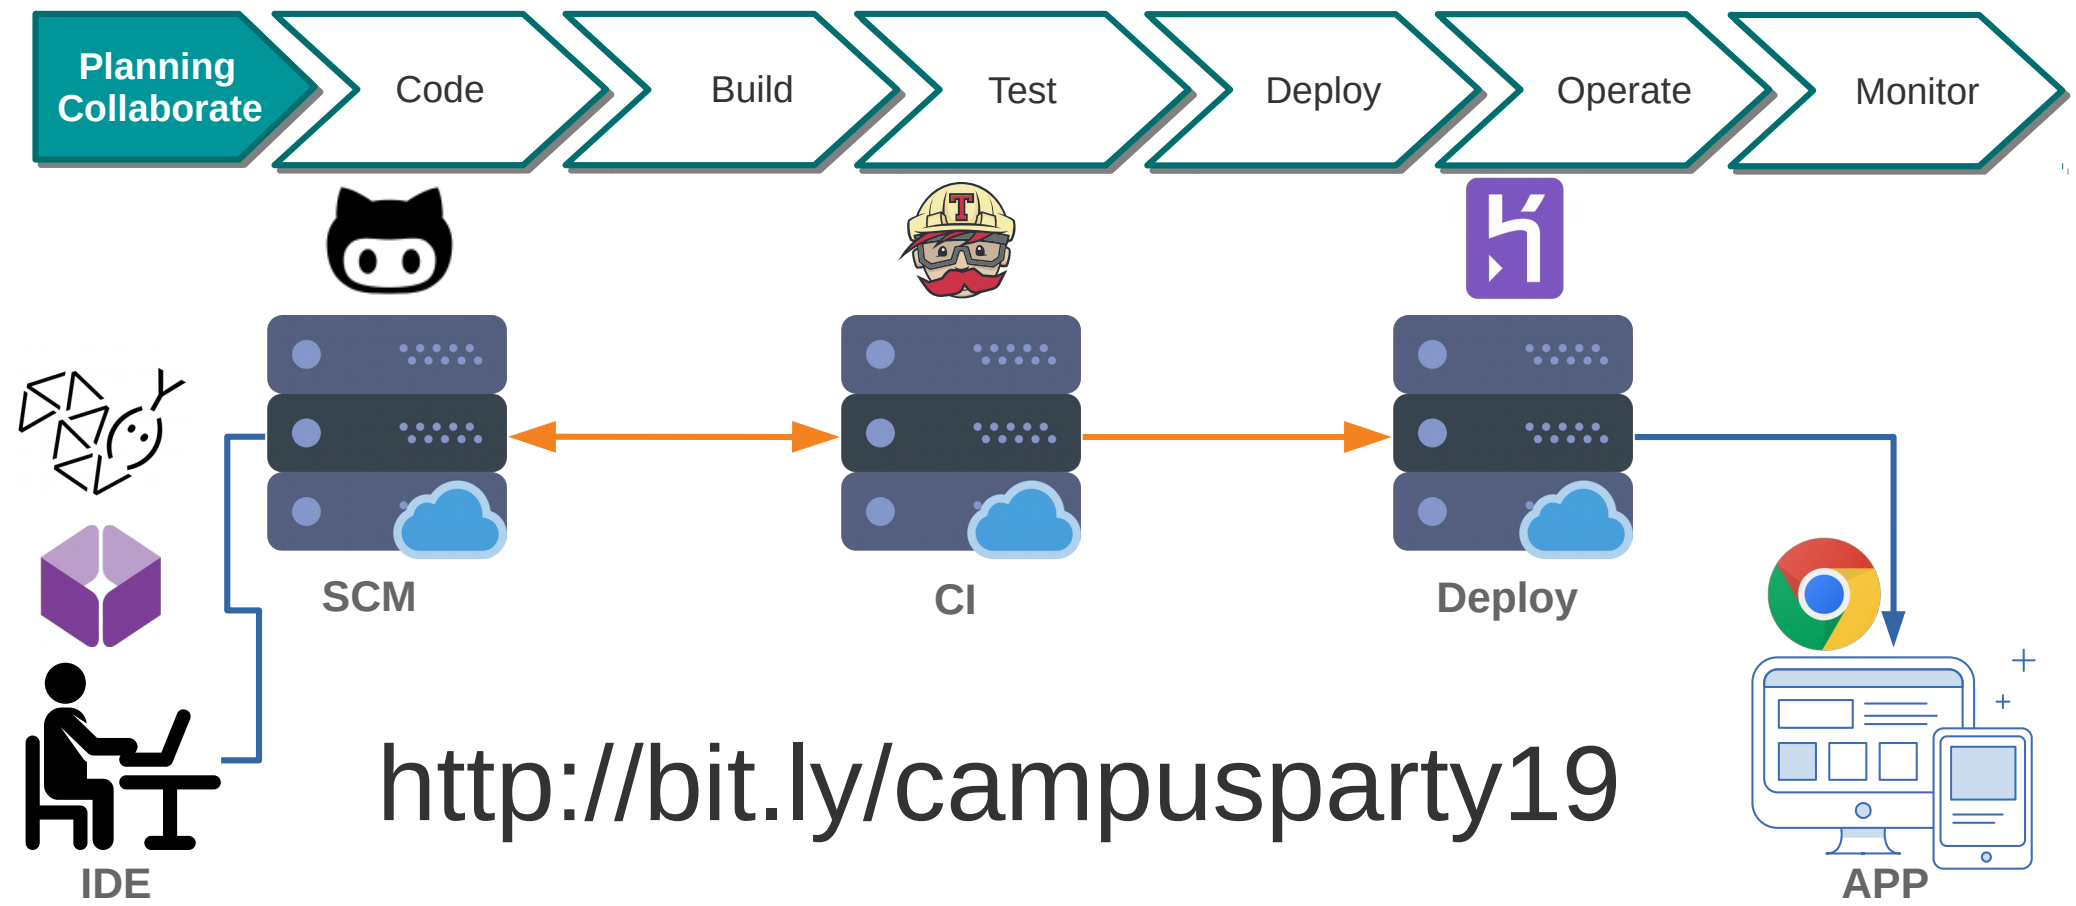 Planning
Collaborate
Code
Build
Test
Deploy
Operate
Monitor
T
SCM
CI
Deploy
http://bit.ly/campusparty19
IDE
APP